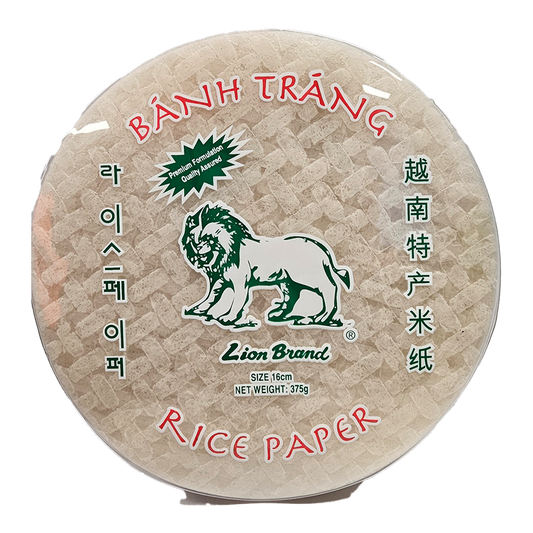 BÁNH TRÁNG
Premium Formulation
Quality Assured
라이스페이퍼
越南特产米纸
®
Lion Brand
SIZE 16cm
NET WEIGHT: 375g
RICE PAPER